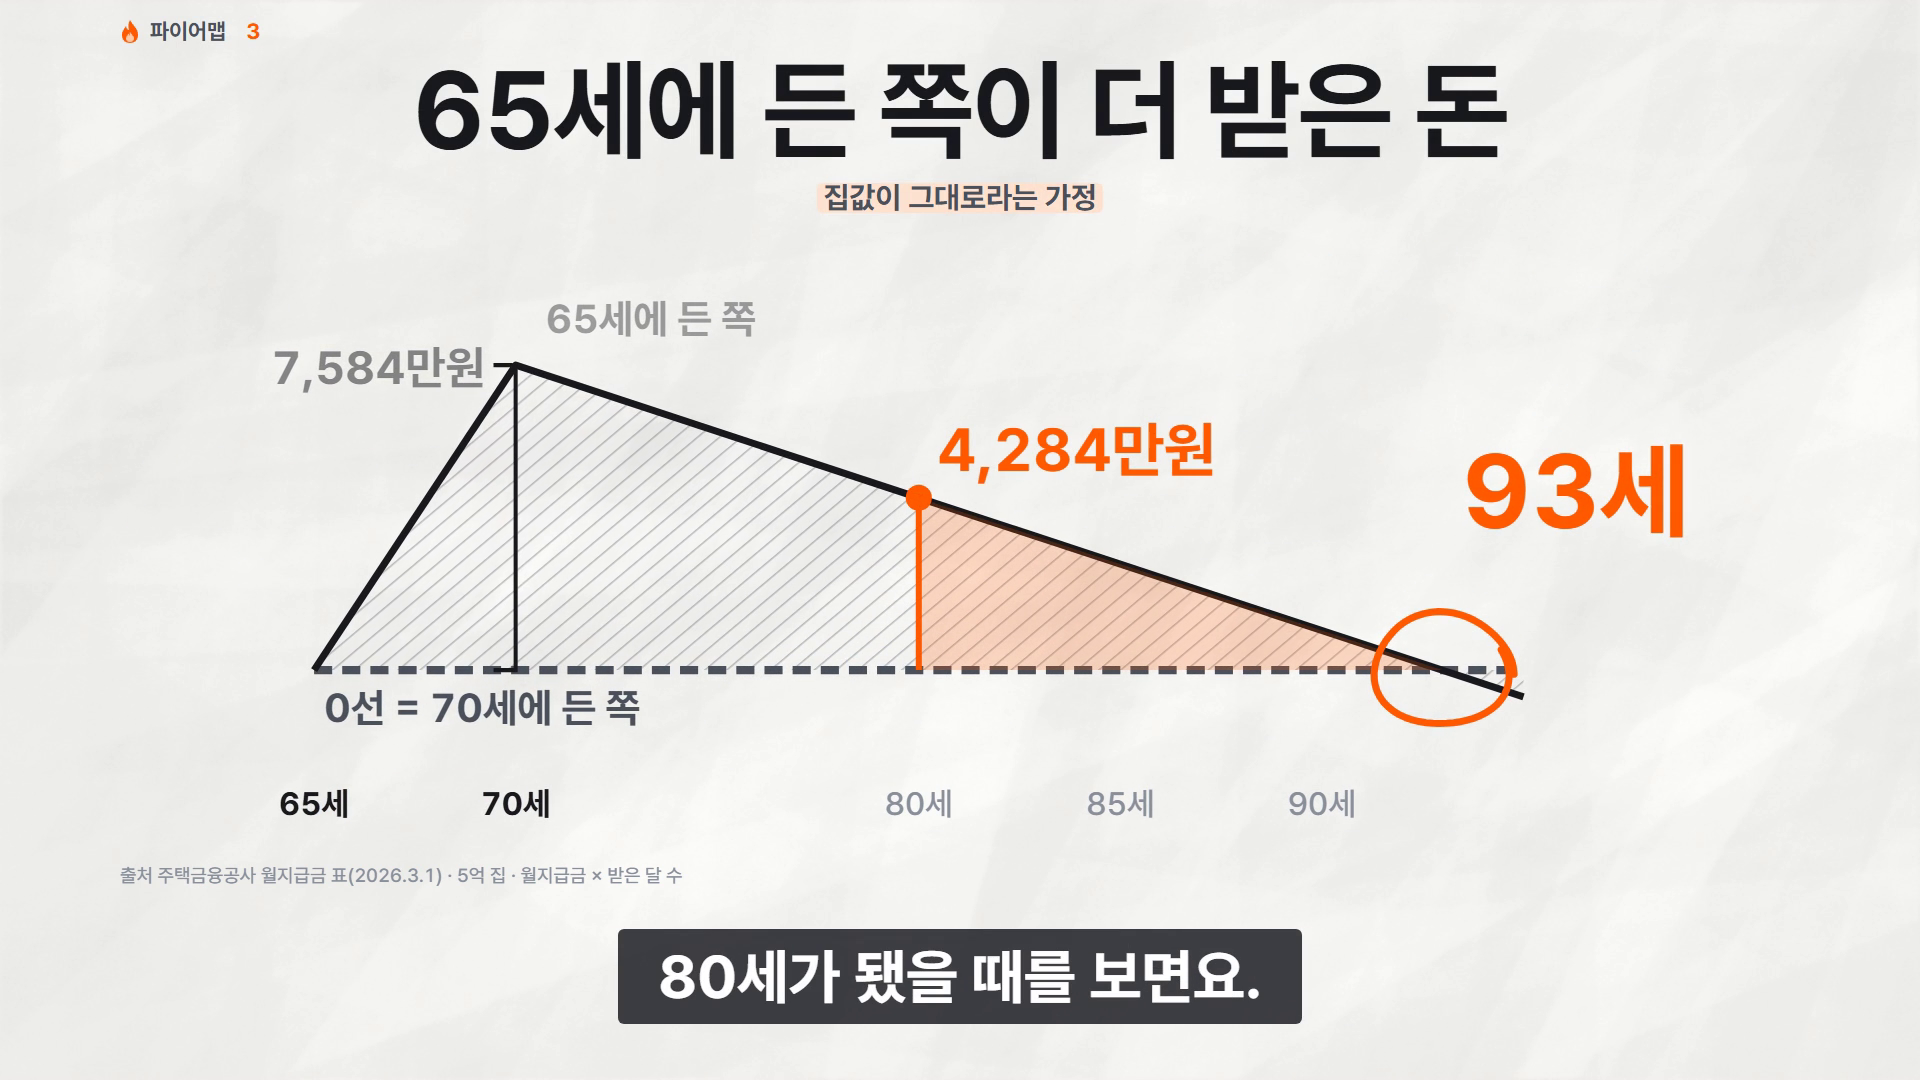 파이어맵 3
65세에 든 쪽이 더 받은 돈
집값이 그대로라는 가정
65세에 든 쪽
7,584만원
4,284만원
93세
0선 = 70세에 든 쪽
65세 70세 80세 85세 90세
출처 주택금융공사 월지급금 표(2026.3.1) · 5억 집 · 월지급금 × 받은 달 수
80세가 됐을 때를 보면요.